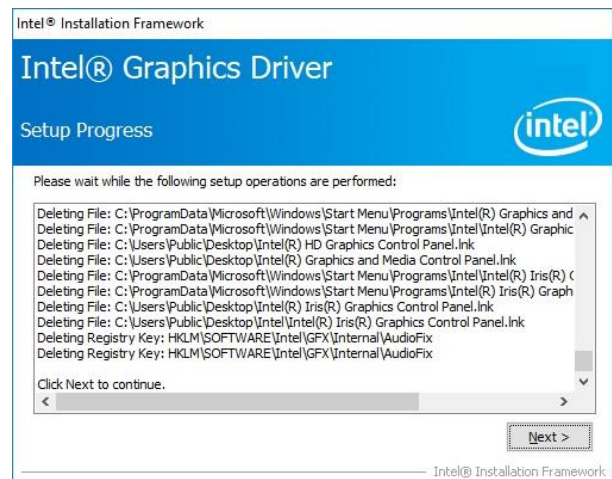 Intel® Installation Framework
Intel® Graphics Driver
Setup Progress
intel
Please wait while the following setup operations are performed:
Deleting File: C:\ProgramData\Microsoft\Windows\Start Menu\Programs\Intel(R) Graphics and
Deleting File: C:\ProgramData\Microsoft\Windows\Start Menu\Programs\Intel\Intel(R) Graphic
Deleting File: C:\Users\Public\Desktop\Intel(R) HD Graphics Control Panel.lnk
Deleting File: C:\Users\Public\Desktop\Intel(R) Graphics and Media Control Panel.lnk
Deleting File: C:\ProgramData\Microsoft\Windows\Start Menu\Programs\Intel\Intel(R) Iris(R) G
Deleting File: C:\ProgramData\Microsoft\Windows\Start Menu\Programs\Intel(R) Iris(R) Graph
Deleting File: C:\Users\Public\Desktop\Intel(R) Iris(R) Graphics Control Panel.lnk
Deleting File: C:\Users\Public\Desktop\Intel\Intel(R) Iris(R) Graphics Control Panel.lnk
Deleting Registry Key: HKLM\SOFTWARE\Intel\GFX\Internal\AudioFix
Deleting Registry Key: HKLM\SOFTWARE\Intel\GFX\Internal\AudioFix
Click Next to continue.
Next >
Intel® Installation Framework